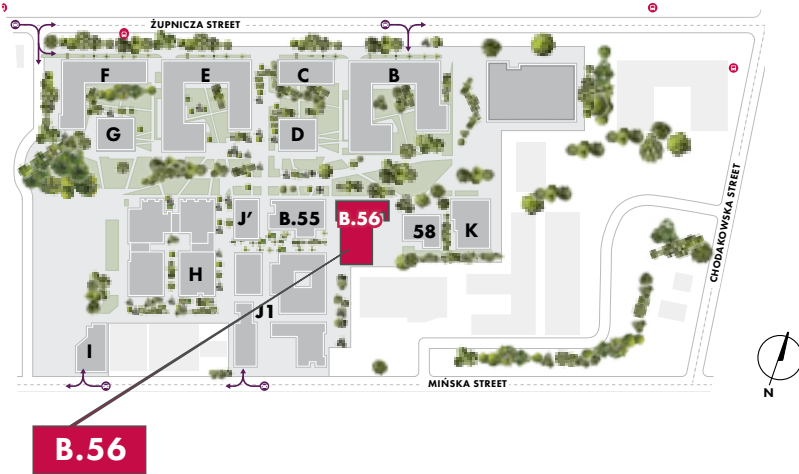 ŻUPNICZA STREET
F
E
C
B
G
D
J'
B.55
B.56
58
K
H
J1
I
CHODAKOWSKA STREET
MIŃSKA STREET
N
B.56